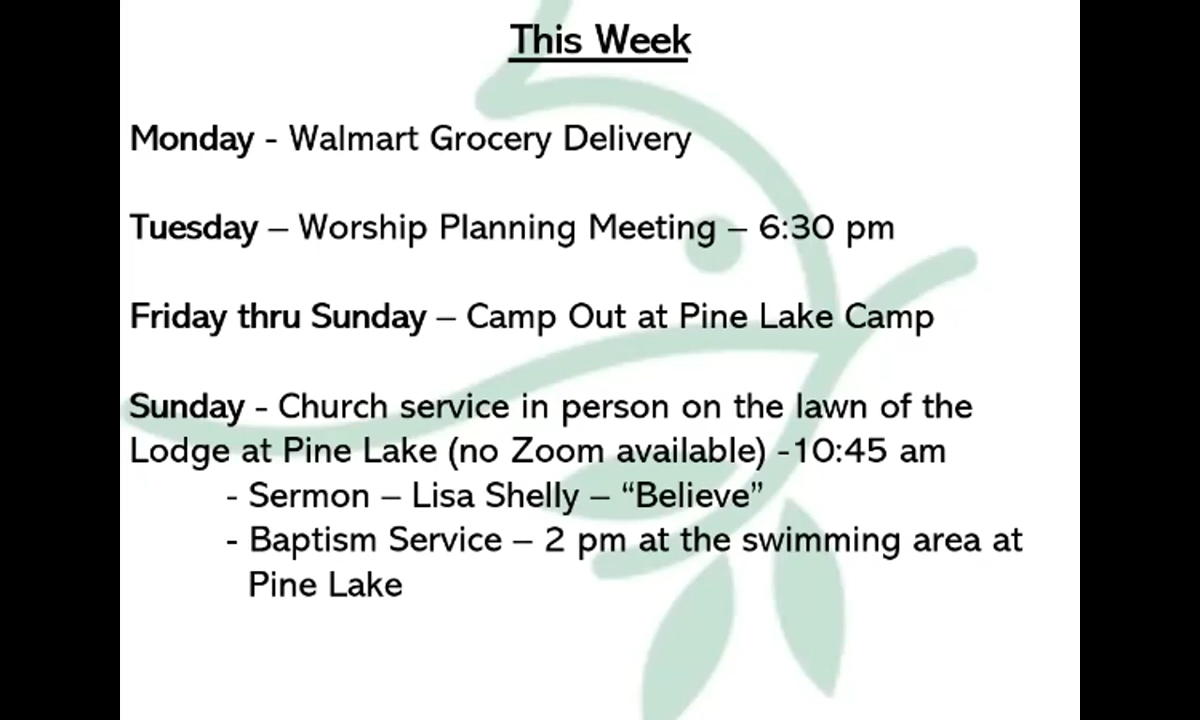 This Week
Monday - Walmart Grocery Delivery
Tuesday – Worship Planning Meeting – 6:30 pm
Friday thru Sunday – Camp Out at Pine Lake Camp
Sunday - Church service in person on the lawn of the
Lodge at Pine Lake (no Zoom available) -10:45 am
- Sermon – Lisa Shelly – “Believe”
- Baptism Service – 2 pm at the swimming area at
Pine Lake